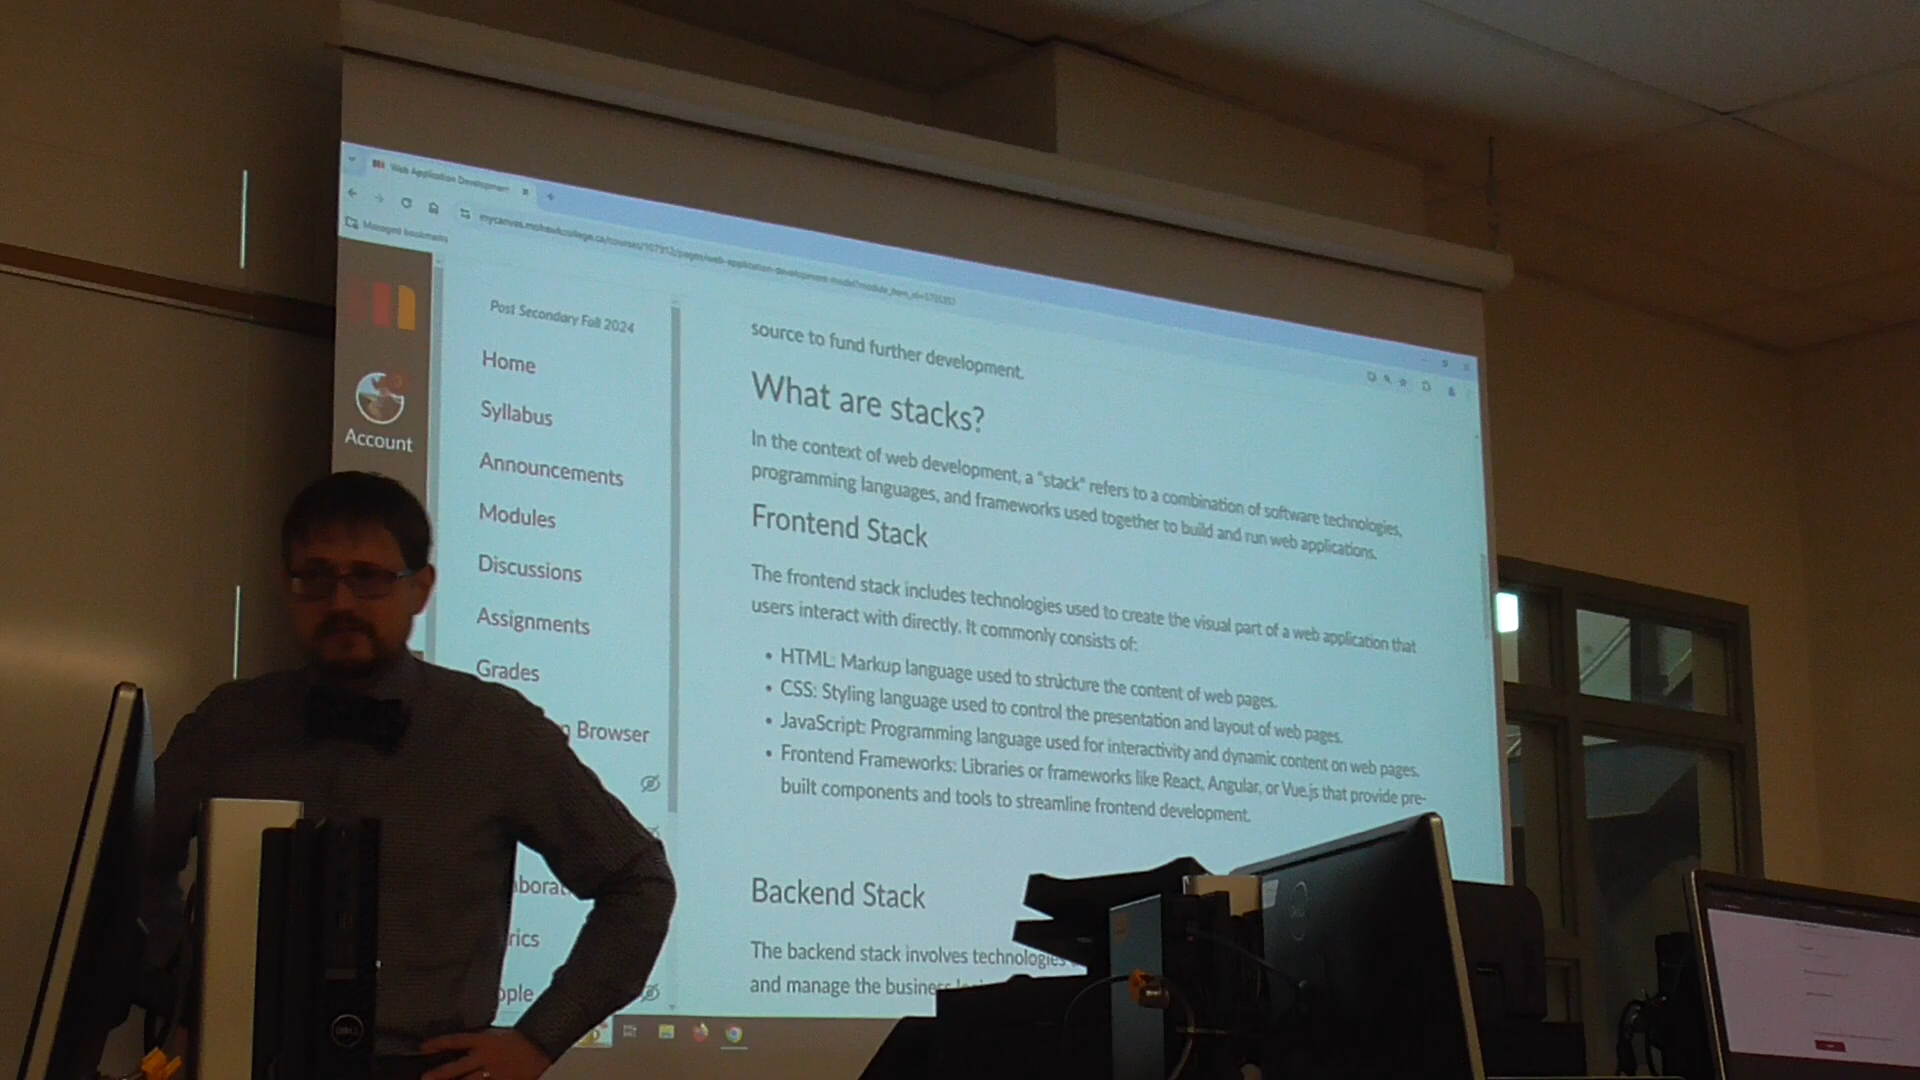 Web Application Development
Managed bookmarks
Post Secondary Fall 2024
Home
Syllabus
Announcements
Modules
Discussions
Assignments
Grades
Browser
Account
source to fund further development.
What are stacks?
In the context of web development, a "stack" refers to a combination of software technologies,
programming languages, and frameworks used together to build and run web applications.
Frontend Stack
The frontend stack includes technologies used to create the visual part of a web application that
users interact with directly. It commonly consists of:
• HTML: Markup language used to structure the content of web pages.
• CSS: Styling language used to control the presentation and layout of web pages.
• JavaScript: Programming language used for interactivity and dynamic content on web pages.
• Frontend Frameworks: Libraries or frameworks like React, Angular, or Vue.js that provide pre-
built components and tools to streamline frontend development.
Backend Stack
The backend stack involves technologies
and manage the business
DELL